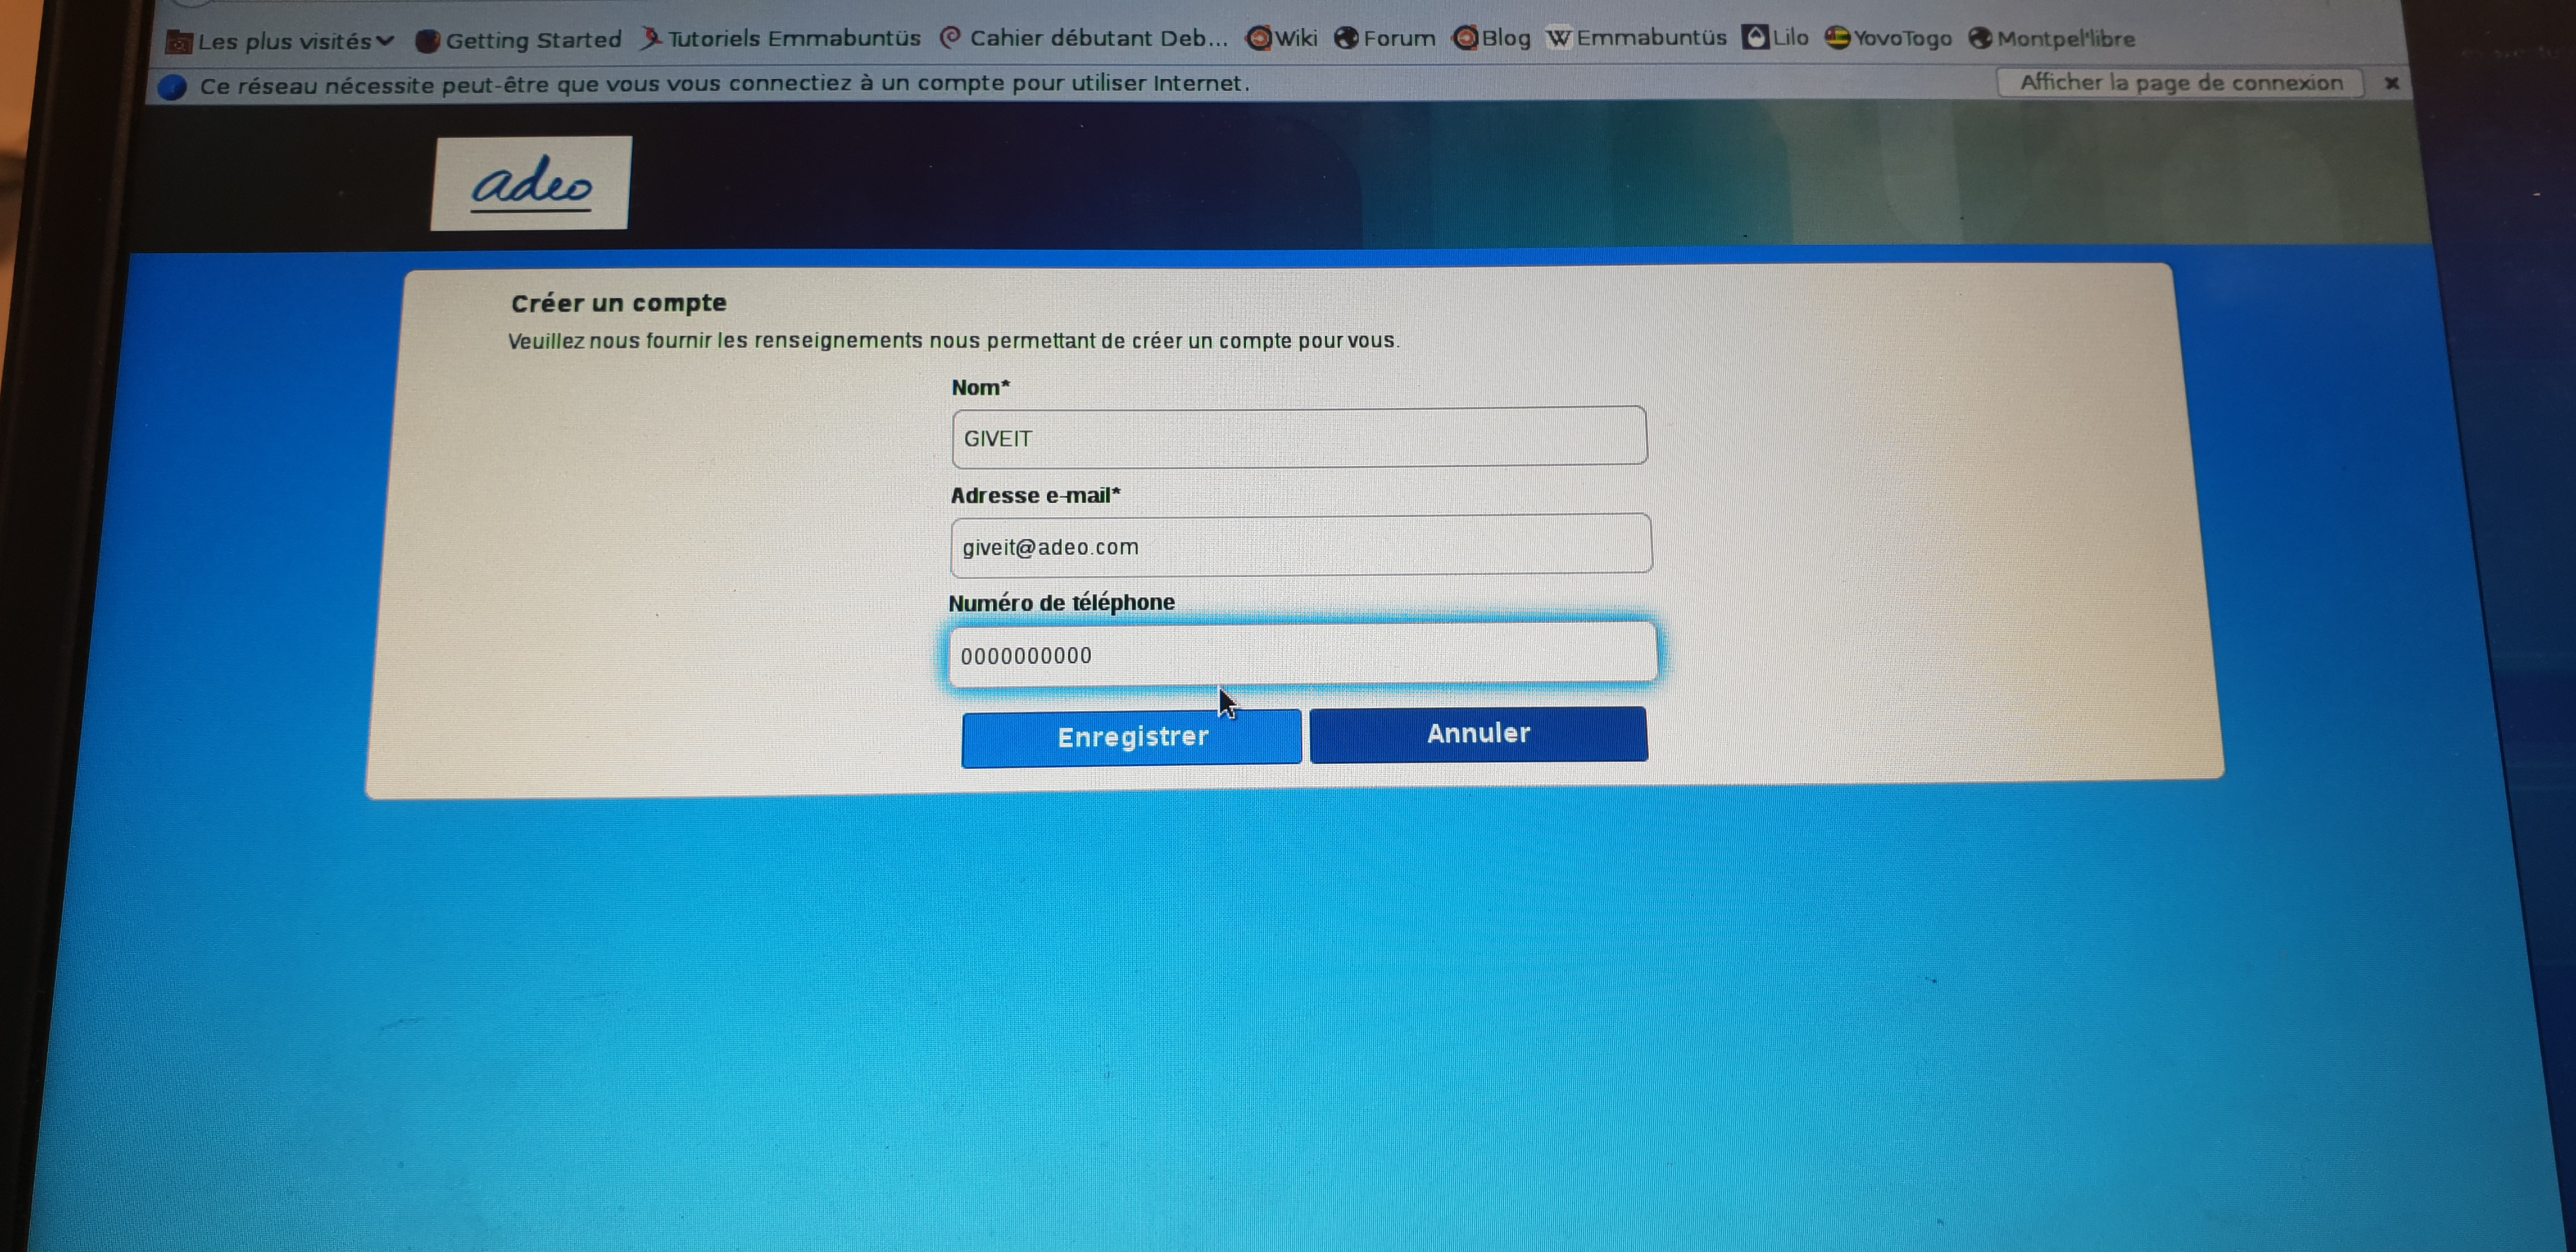 Les plus visités Getting Started Tutoriels Emmabuntüs Cahier débutant Deb... Wiki Forum Blog W Emmabuntüs Lilo YovoTogo Montpel'libre
Ce réseau nécessite peut-être que vous vous connectiez à un compte pour utiliser Internet. Afficher la page de connexion
adeo
Créer un compte
Veuillez nous fournir les renseignements nous permettant de créer un compte pour vous.
Nom*
GIVEIT
Adresse e-mail*
giveit@adeo.com
Numéro de téléphone
0000000000
Enregistrer Annuler